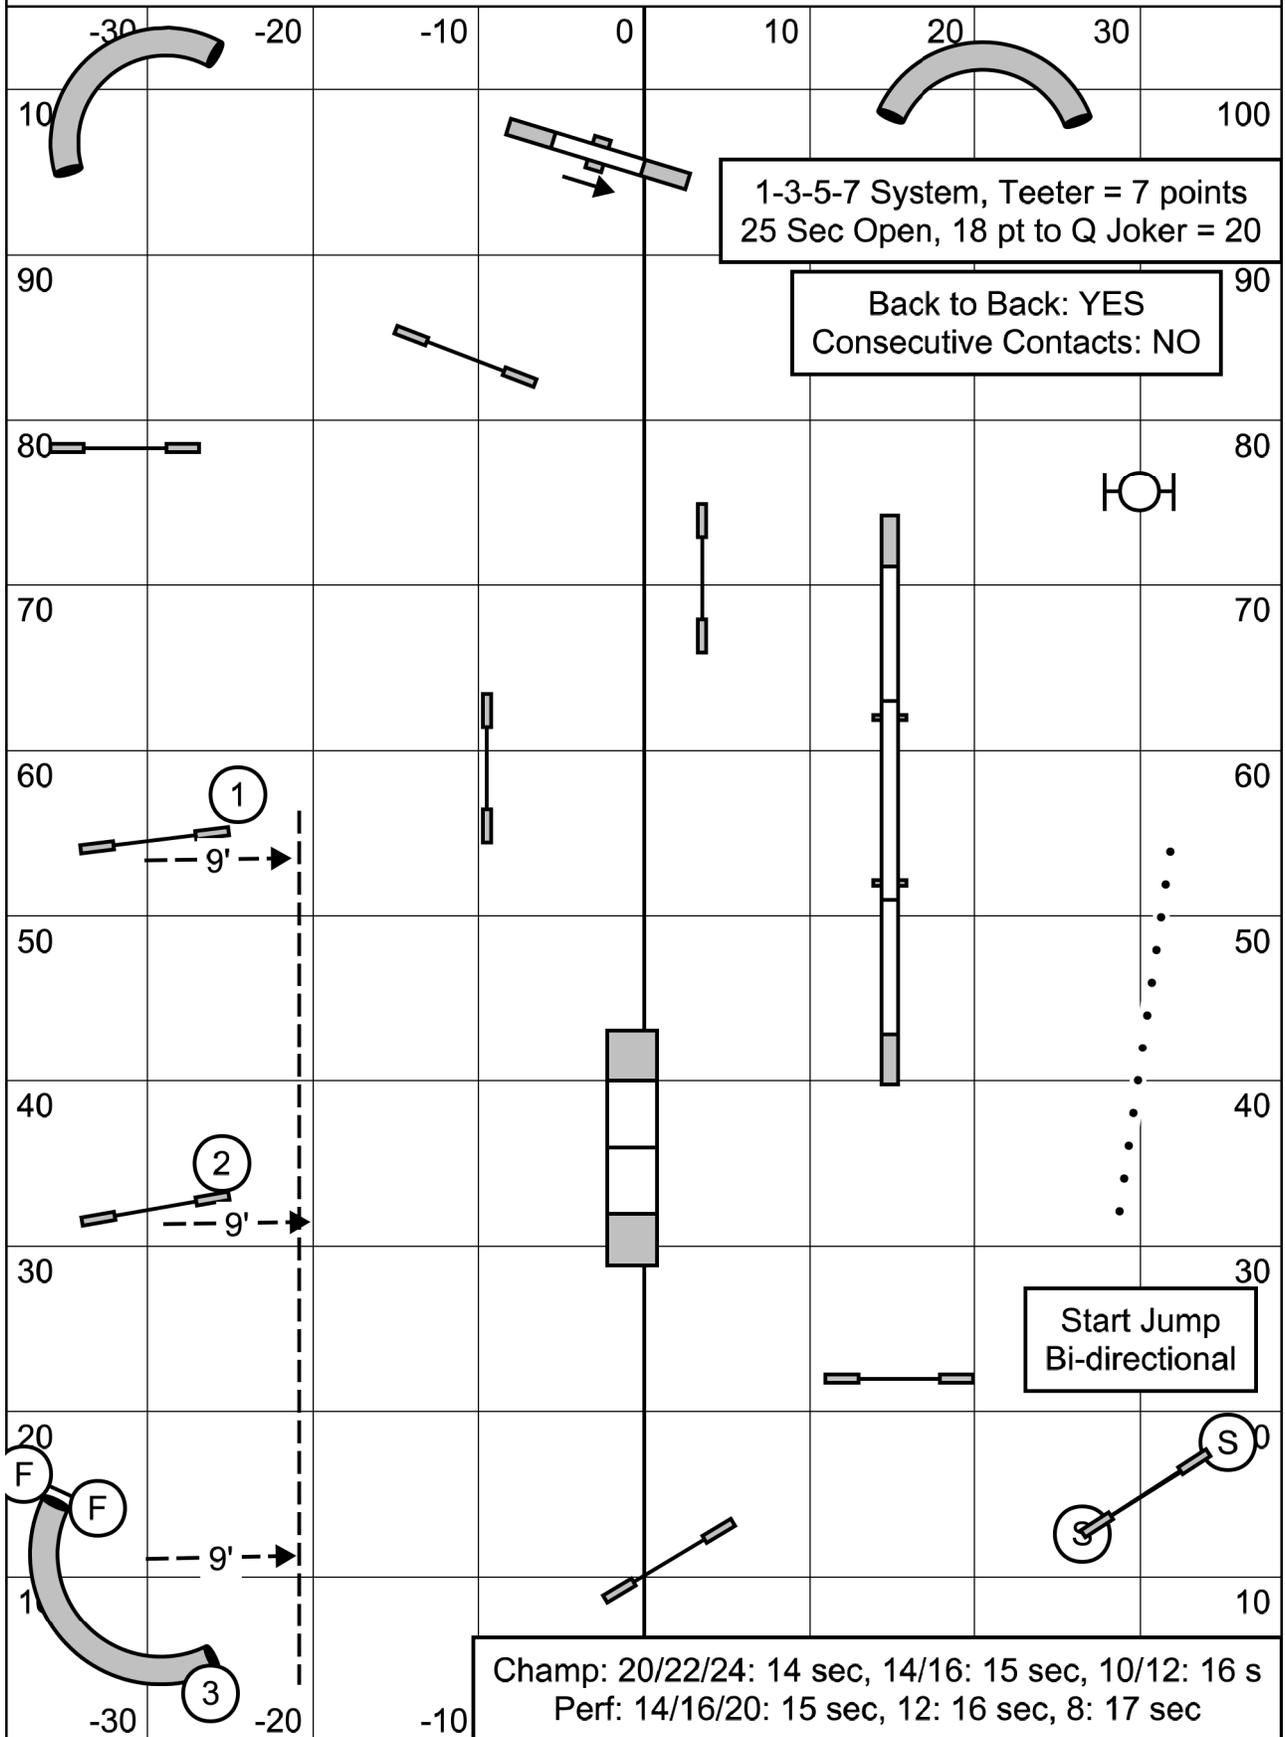 -30 -20 -10 0 10 20 30
10 100
1-3-5-7 System, Teeter = 7 points
25 Sec Open, 18 pt to Q Joker = 20
90 90
Back to Back: YES
Consecutive Contacts: NO
80 80
70 70
60 60
1
9'
50 50
40 40
2
9'
30 30
Start Jump
Bi-directional
20 0
S
F
F
S
9'
10 10
3
Champ: 20/22/24: 14 sec, 14/16: 15 sec, 10/12: 16 s
Perf: 14/16/20: 15 sec, 12: 16 sec, 8: 17 sec
-30 -20 -10